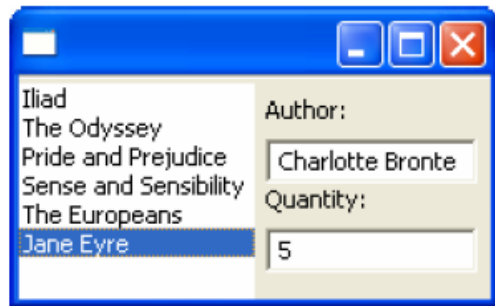 Iliad
The Odyssey
Pride and Prejudice
Sense and Sensibility
The Europeans
Jane Eyre
Author:
Charlotte Bronte
Quantity:
5